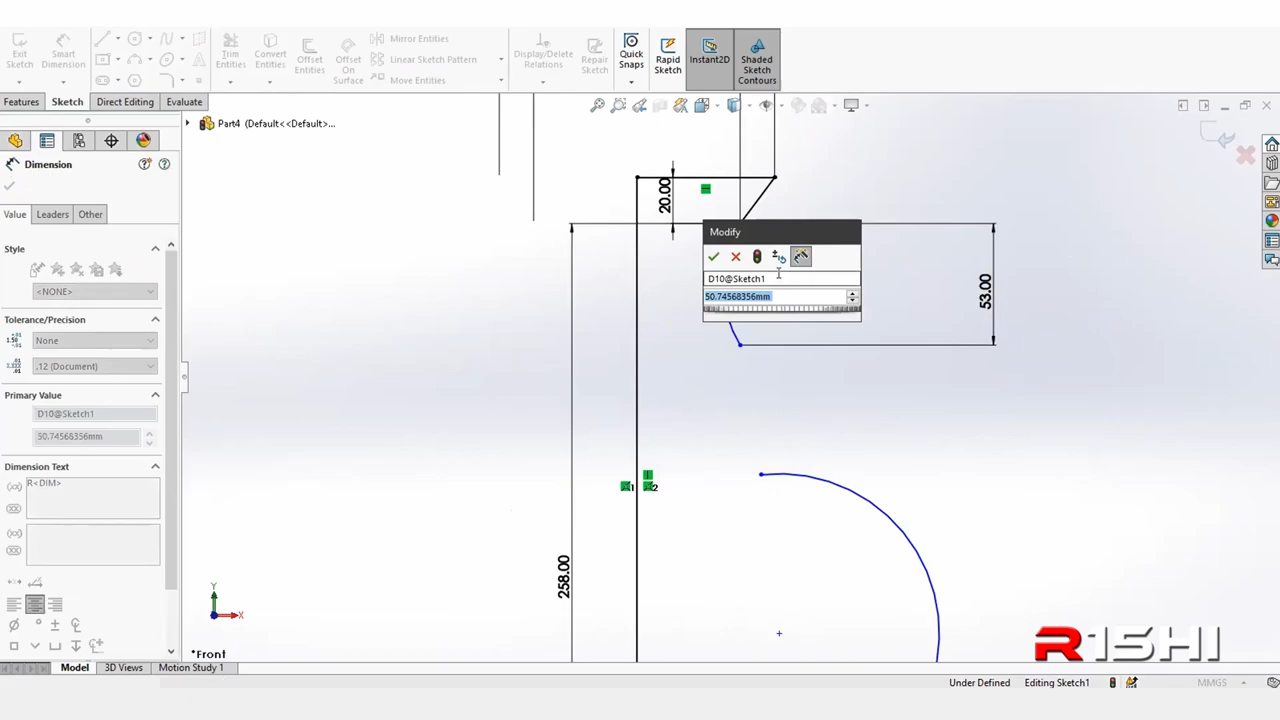 Exit Sketch
Smart Dimension
Trim Entities
Convert Entities
Offset Entities
Offset On Surface
Mirror Entities
Linear Sketch Pattern
Move Entities
Display/Delete Relations
Repair Sketch
Quick Snaps
Rapid Sketch
Instant2D
Shaded Sketch Contours
Features
Sketch
Direct Editing
Evaluate
Part4 (Default<<Default>...
Dimension
Value
Leaders
Other
Style
<NONE>
Tolerance/Precision
None
.12 (Document)
Primary Value
D10@Sketch1
50.74568356mm
Dimension Text
R<DIM>
20.00
Modify
D10@Sketch1
50.74568356mm
53.00
1
2
258.00
Y
X
*Front
R15HI
Model
3D Views
Motion Study 1
Under Defined
Editing Sketch1
MMGS